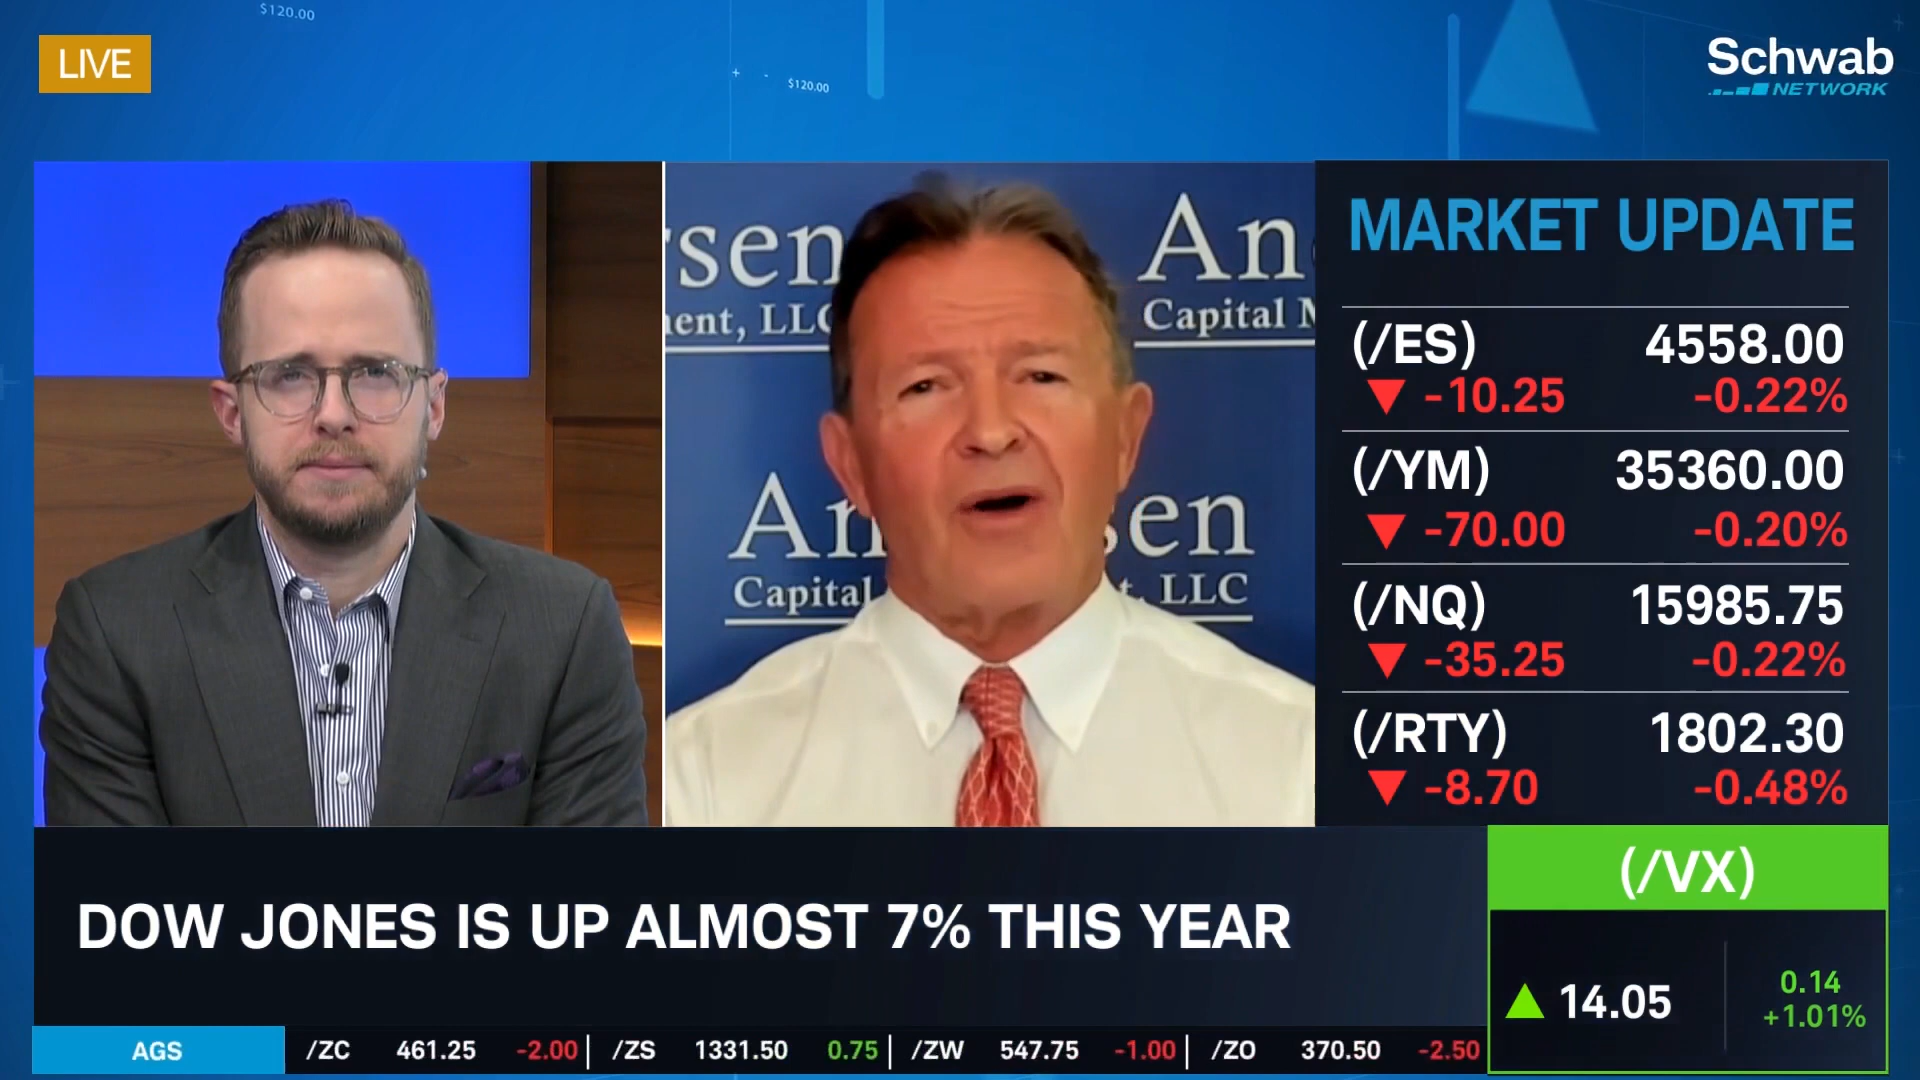 $120.00
LIVE
$120.00
Schwab
NETWORK
MARKET UPDATE
(/ES) 4558.00
▼ -10.25 -0.22%
(/YM) 35360.00
▼ -70.00 -0.20%
(/NQ) 15985.75
▼ -35.25 -0.22%
(/RTY) 1802.30
▼ -8.70 -0.48%
rsen An
ent, LLC Capital M
An sen
Capital t, LLC
DOW JONES IS UP ALMOST 7% THIS YEAR
(/VX)
▲ 14.05 0.14
+1.01%
AGS /ZC 461.25 -2.00 /ZS 1331.50 0.75 /ZW 547.75 -1.00 /ZO 370.50 -2.50